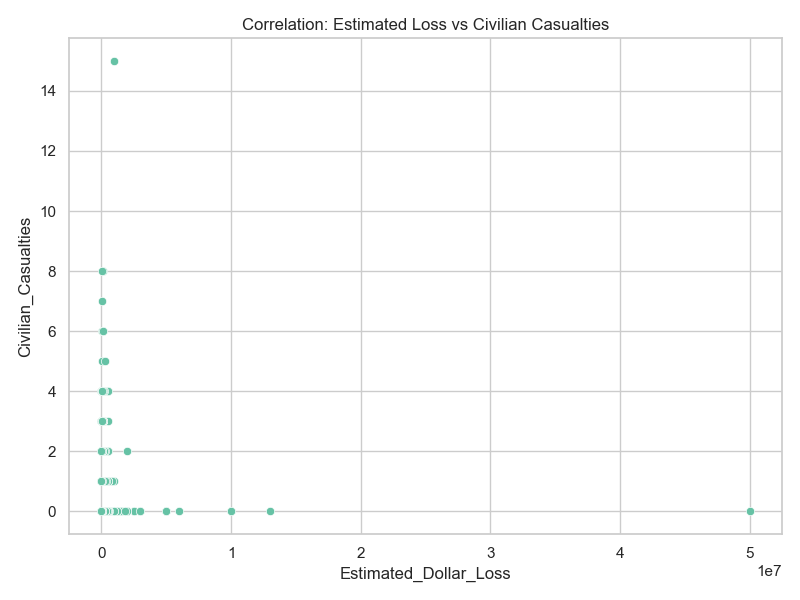 Correlation: Estimated Loss vs Civilian Casualties
Civilian_Casualties
14
12
10
8
6
4
2
0
0 1 2 3 4 5
1e7
Estimated_Dollar_Loss